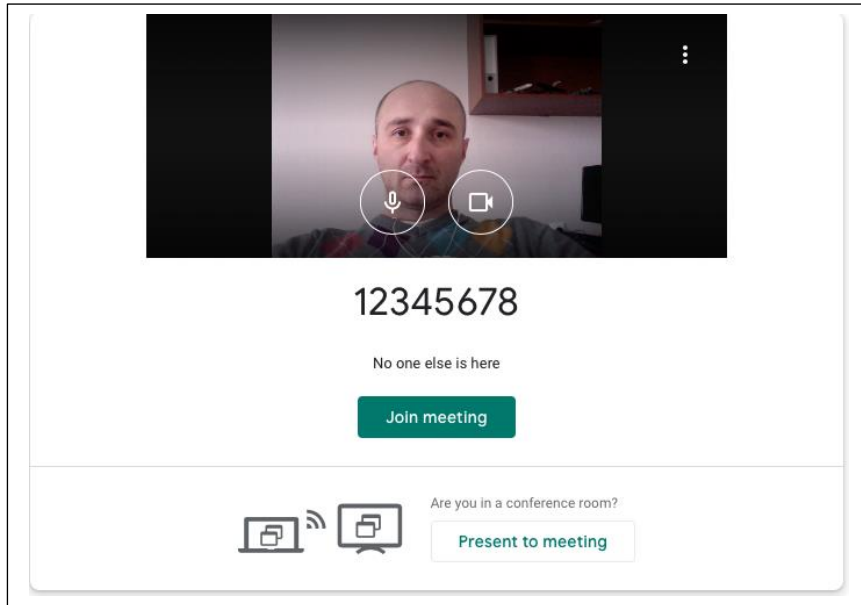 12345678
No one else is here
Join meeting
Are you in a conference room?
Present to meeting